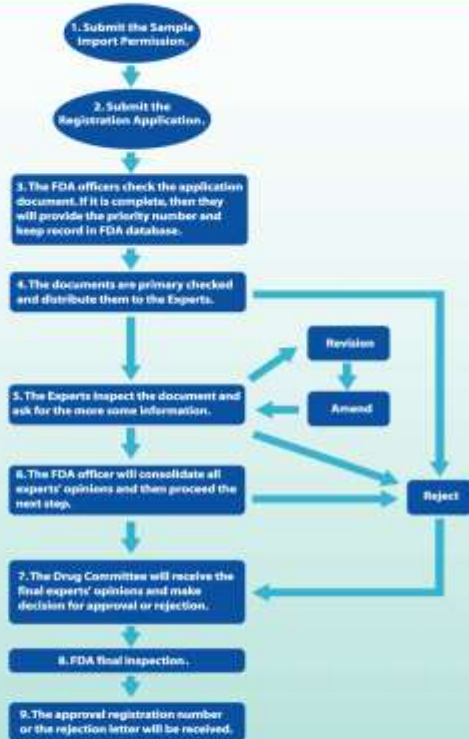 1. Submit the Sample
Import Permission.
2. Submit the
Registration Application.
3. The FDA officers check the application
document. If it is complete, then they
will provide the priority number and
keep record in FDA database.
4. The documents are primary checked
and distribute them to the Experts.
Revision
5. The Experts inspect the document and
ask for the more some information.
Amend
6. The FDA officer will consolidate all
experts' opinions and then proceed the
next step.
Reject
7. The Drug Committee will receive the
final experts' opinions and make
decision for approval or rejection.
8. FDA final inspection.
9. The approval registration number
or the rejection letter will be received.